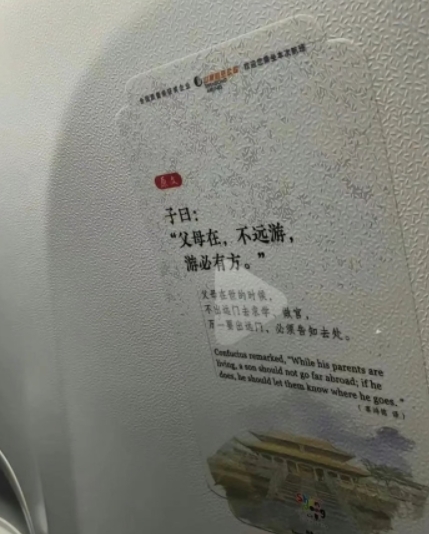 子曰：
“父母在，不远游，
游必有方。”
父母在世的时候，
不出远门去求学、做官，
万一要出远门，必须告知去处。
Confucius remarked, "While his parents are
living, a son should not go far abroad; if he
does, he should let them know where he goes."